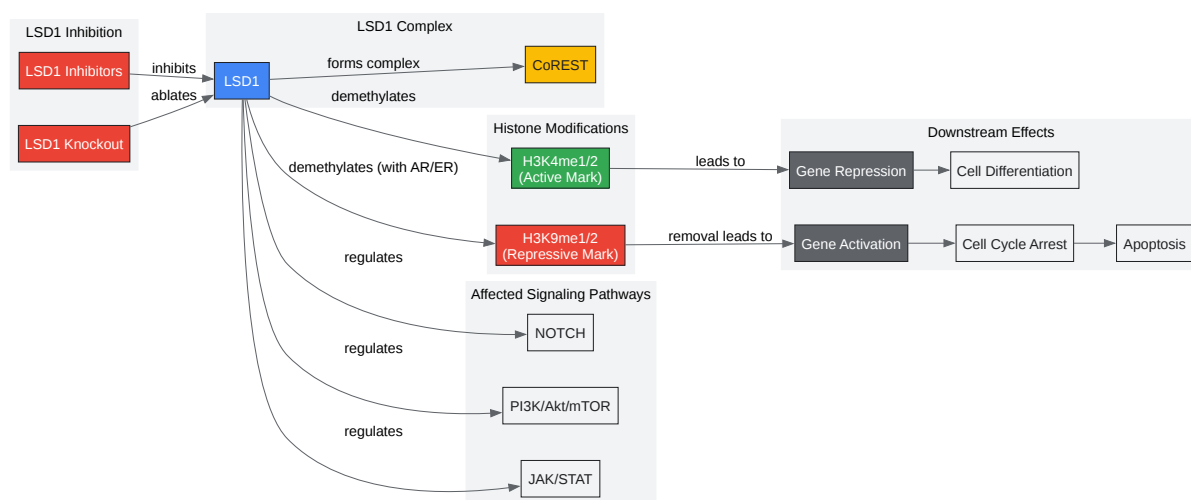 LSD1 Inhibition
LSD1 Inhibitors
LSD1 Knockout
inhibits
ablates
LSD1 Complex
LSD1
forms complex
CoREST
demethylates
demethylates (with AR/ER)
regulates
regulates
regulates
Histone Modifications
H3K4me1/2
(Active Mark)
H3K9me1/2
(Repressive Mark)
leads to
removal leads to
Downstream Effects
Gene Repression
Cell Differentiation
Gene Activation
Cell Cycle Arrest
Apoptosis
Affected Signaling Pathways
NOTCH
PI3K/Akt/mTOR
JAK/STAT